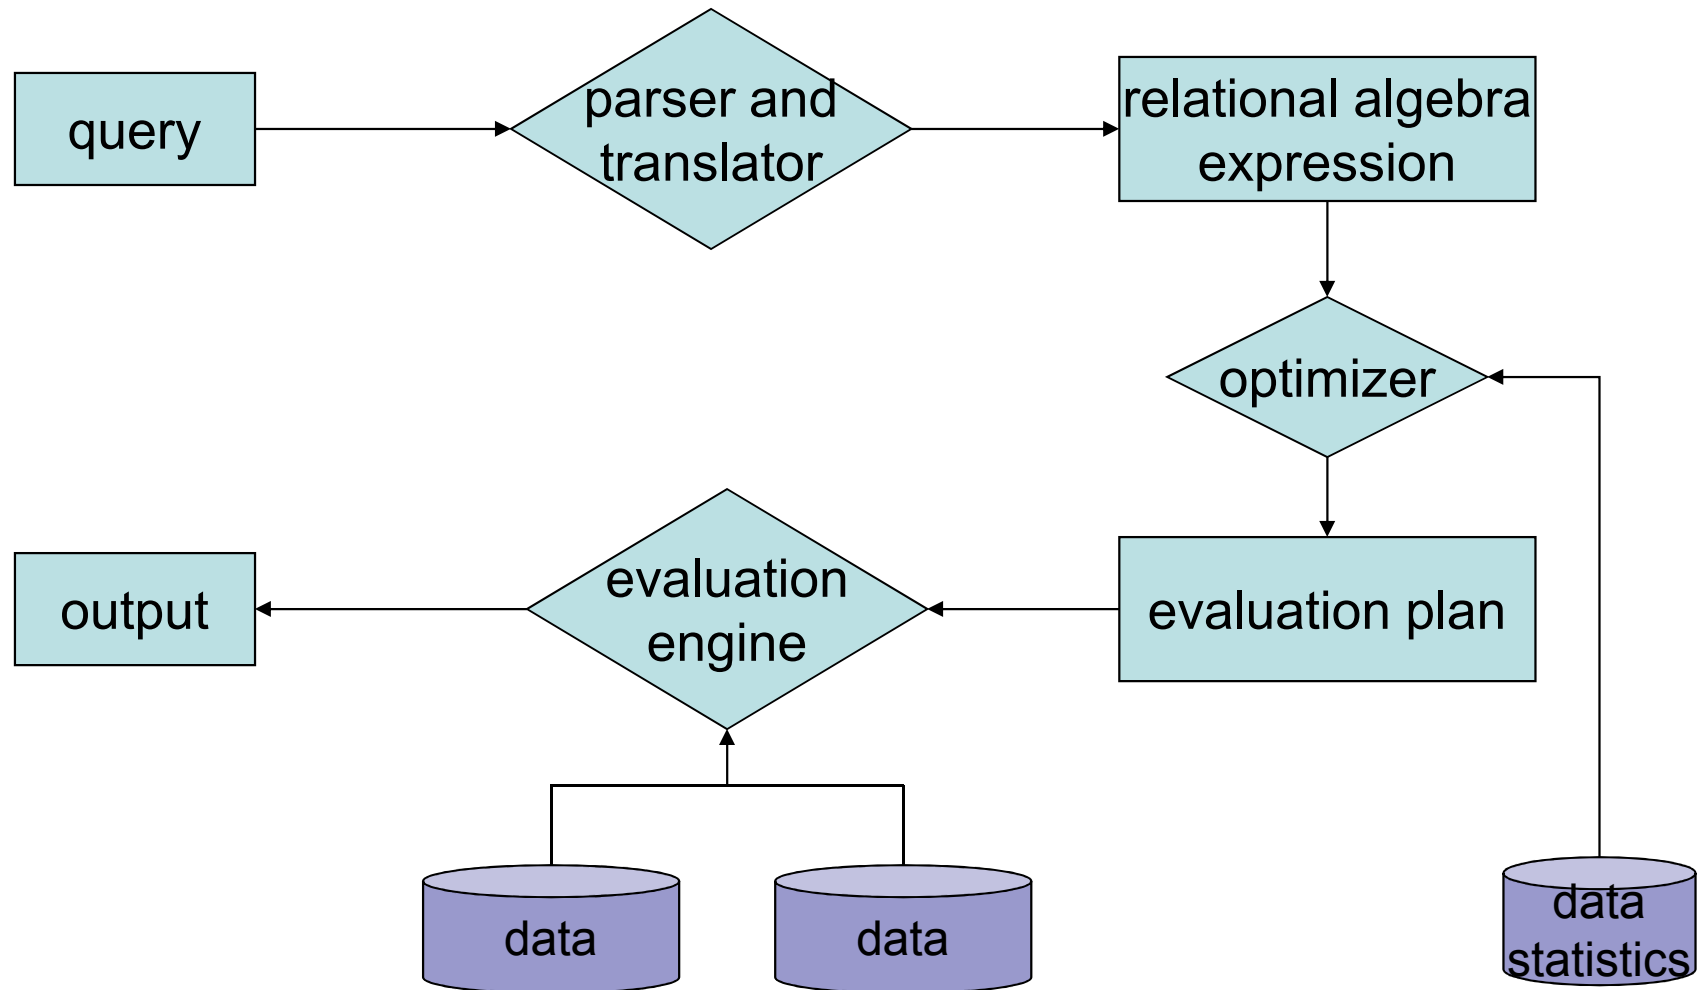 query
parser and
translator
relational algebra
expression
optimizer
evaluation plan
evaluation
engine
output
data
data
data
statistics